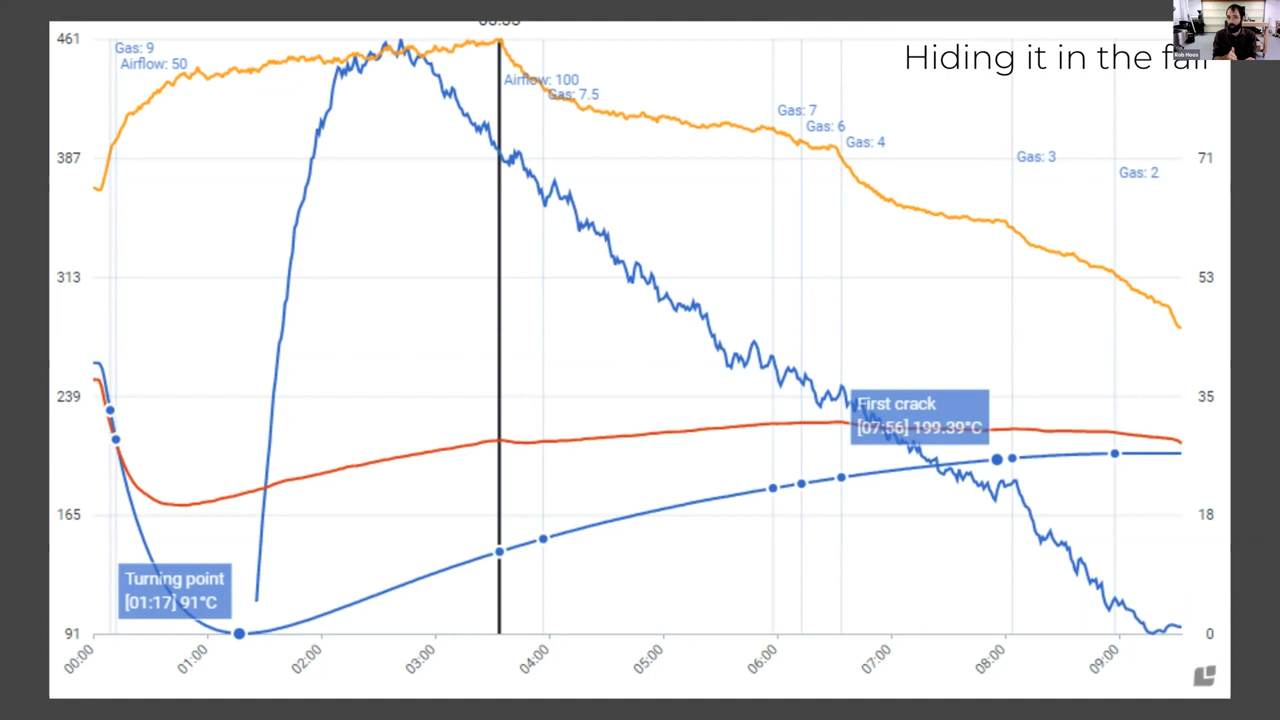 Hiding it in the fall
Rob Hoos
461
387
313
239
165
91
Gas: 9
Airflow: 50
Airflow: 100
Gas: 7.5
Gas: 7
Gas: 6
Gas: 4
Gas: 3
Gas: 2
71
53
35
18
0
First crack
[07:56] 199.39°C
Turning point
[01:17] 91°C
00:00
01:00
02:00
03:00
04:00
05:00
06:00
07:00
08:00
09:00